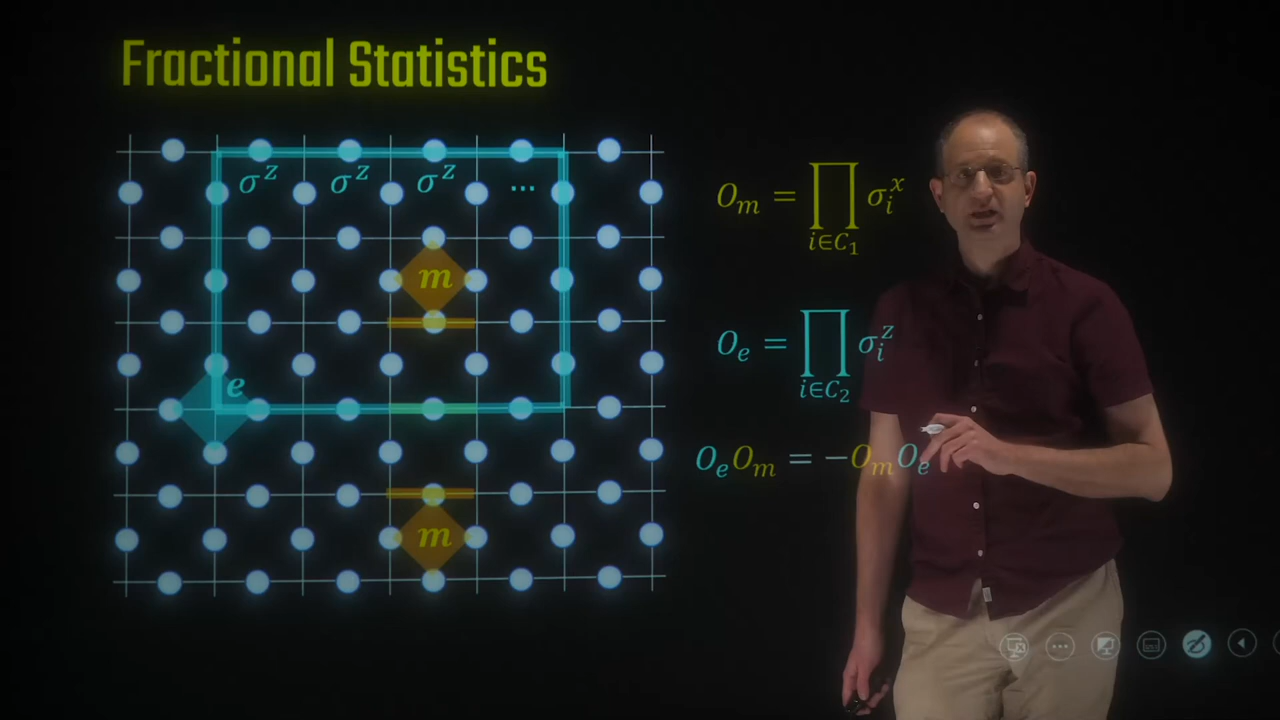 Fractional Statistics
σ^z σ^z σ^z ...
m
e
m
O_m = ∏_{i∈C_1} σ_i^x
O_e = ∏_{i∈C_2} σ_i^z
O_e O_m = −O_m O_e